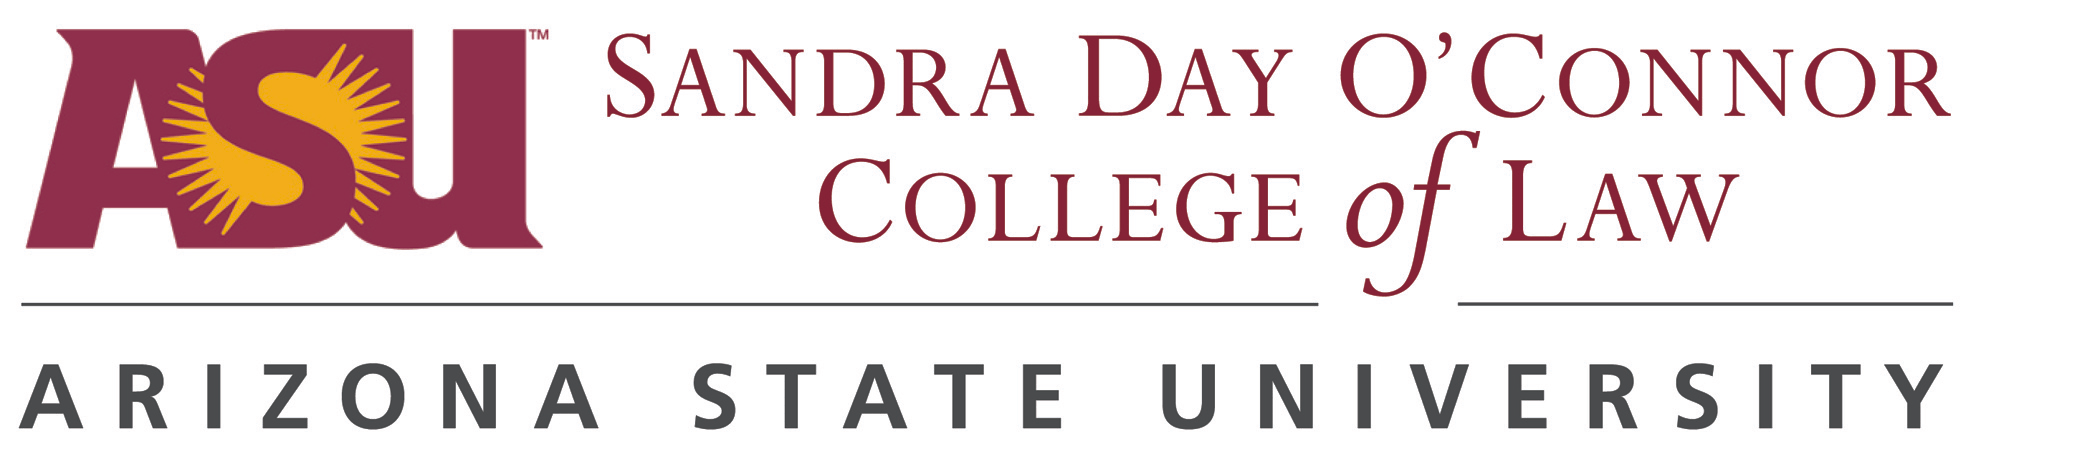 ASU™
SANDRA DAY O’CONNOR
COLLEGE of LAW
ARIZONA STATE UNIVERSITY